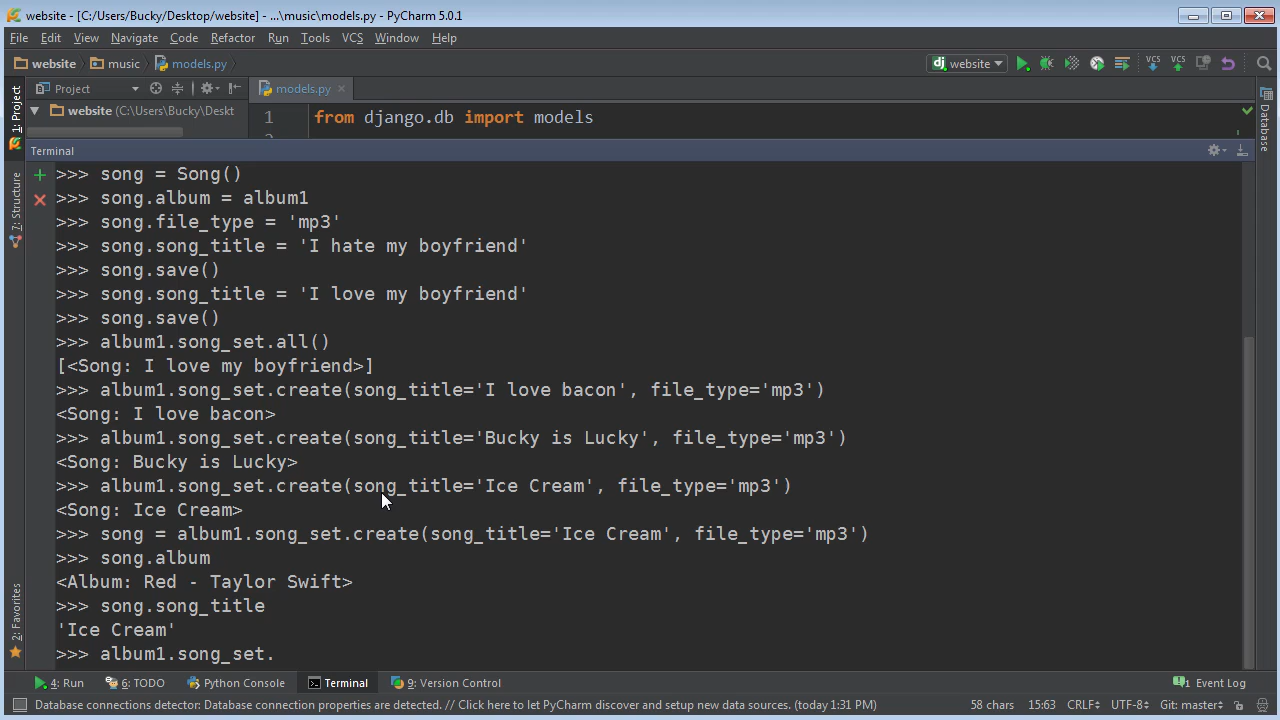 website - [C:/Users/Bucky/Desktop/website] - ...\music\models.py - PyCharm 5.0.1
File Edit View Navigate Code Refactor Run Tools VCS Window Help
website music models.py website
1: Project
Project
models.py
website (C:\Users\Bucky\Deskt
1 from django.db import models
2
Database
Terminal
>>> song = Song()
>>> song.album = album1
7: Structure
>>> song.file_type = 'mp3'
>>> song.song_title = 'I hate my boyfriend'
>>> song.save()
>>> song.song_title = 'I love my boyfriend'
>>> song.save()
>>> album1.song_set.all()
[<Song: I love my boyfriend>]
>>> album1.song_set.create(song_title='I love bacon', file_type='mp3')
<Song: I love bacon>
>>> album1.song_set.create(song_title='Bucky is Lucky', file_type='mp3')
<Song: Bucky is Lucky>
>>> album1.song_set.create(song_title='Ice Cream', file_type='mp3')
<Song: Ice Cream>
>>> song = album1.song_set.create(song_title='Ice Cream', file_type='mp3')
>>> song.album
<Album: Red - Taylor Swift>
>>> song.song_title
'Ice Cream'
>>> album1.song_set.
2: Favorites
4: Run 6: TODO Python Console Terminal 9: Version Control 1 Event Log
Database connections detector: Database connection properties are detected. // Click here to let PyCharm discover and setup new data sources. (today 1:31 PM) 58 chars 15:63 CRLF UTF-8 Git: master